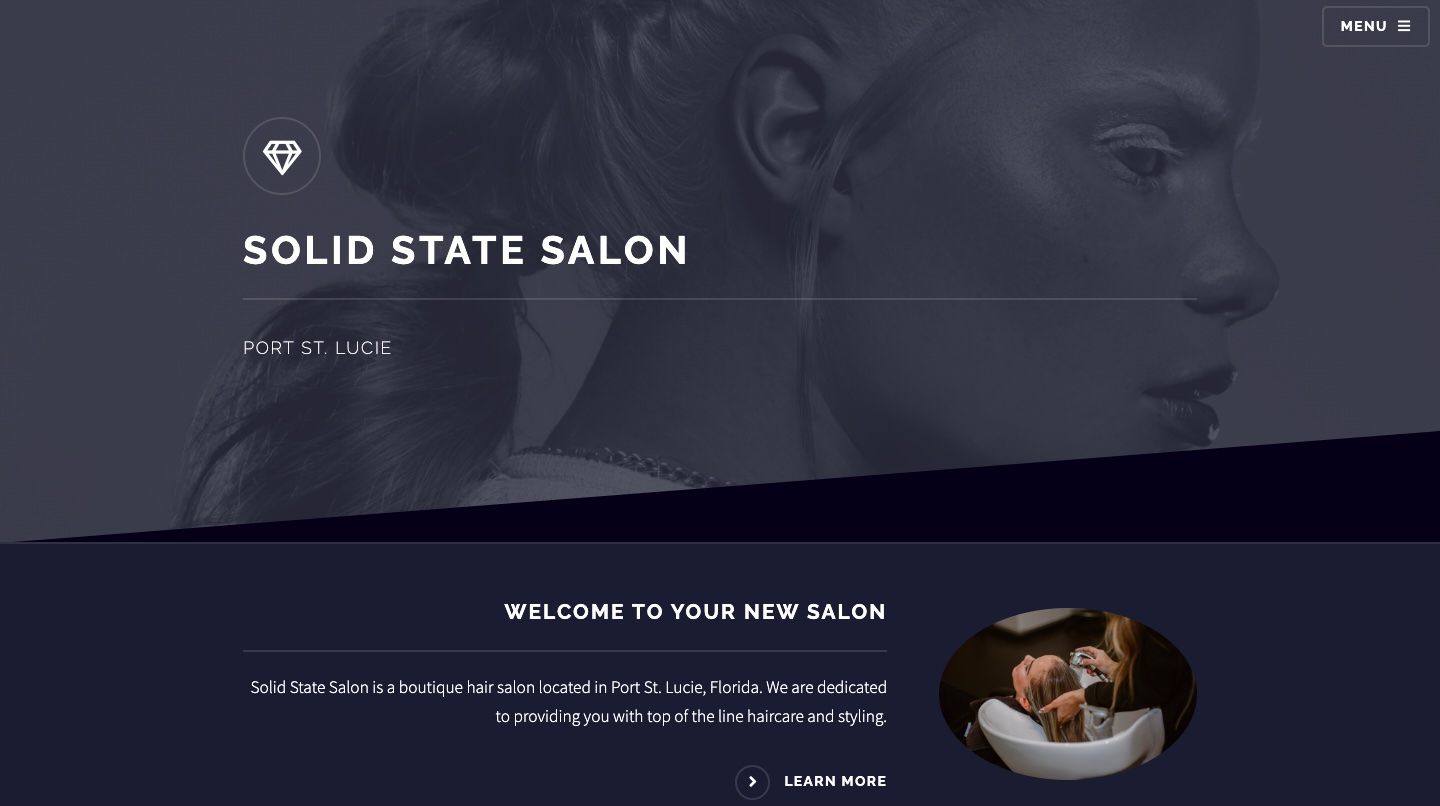 MENU
SOLID STATE SALON
PORT ST. LUCIE
WELCOME TO YOUR NEW SALON
Solid State Salon is a boutique hair salon located in Port St. Lucie, Florida. We are dedicated
to providing you with top of the line haircare and styling.
LEARN MORE